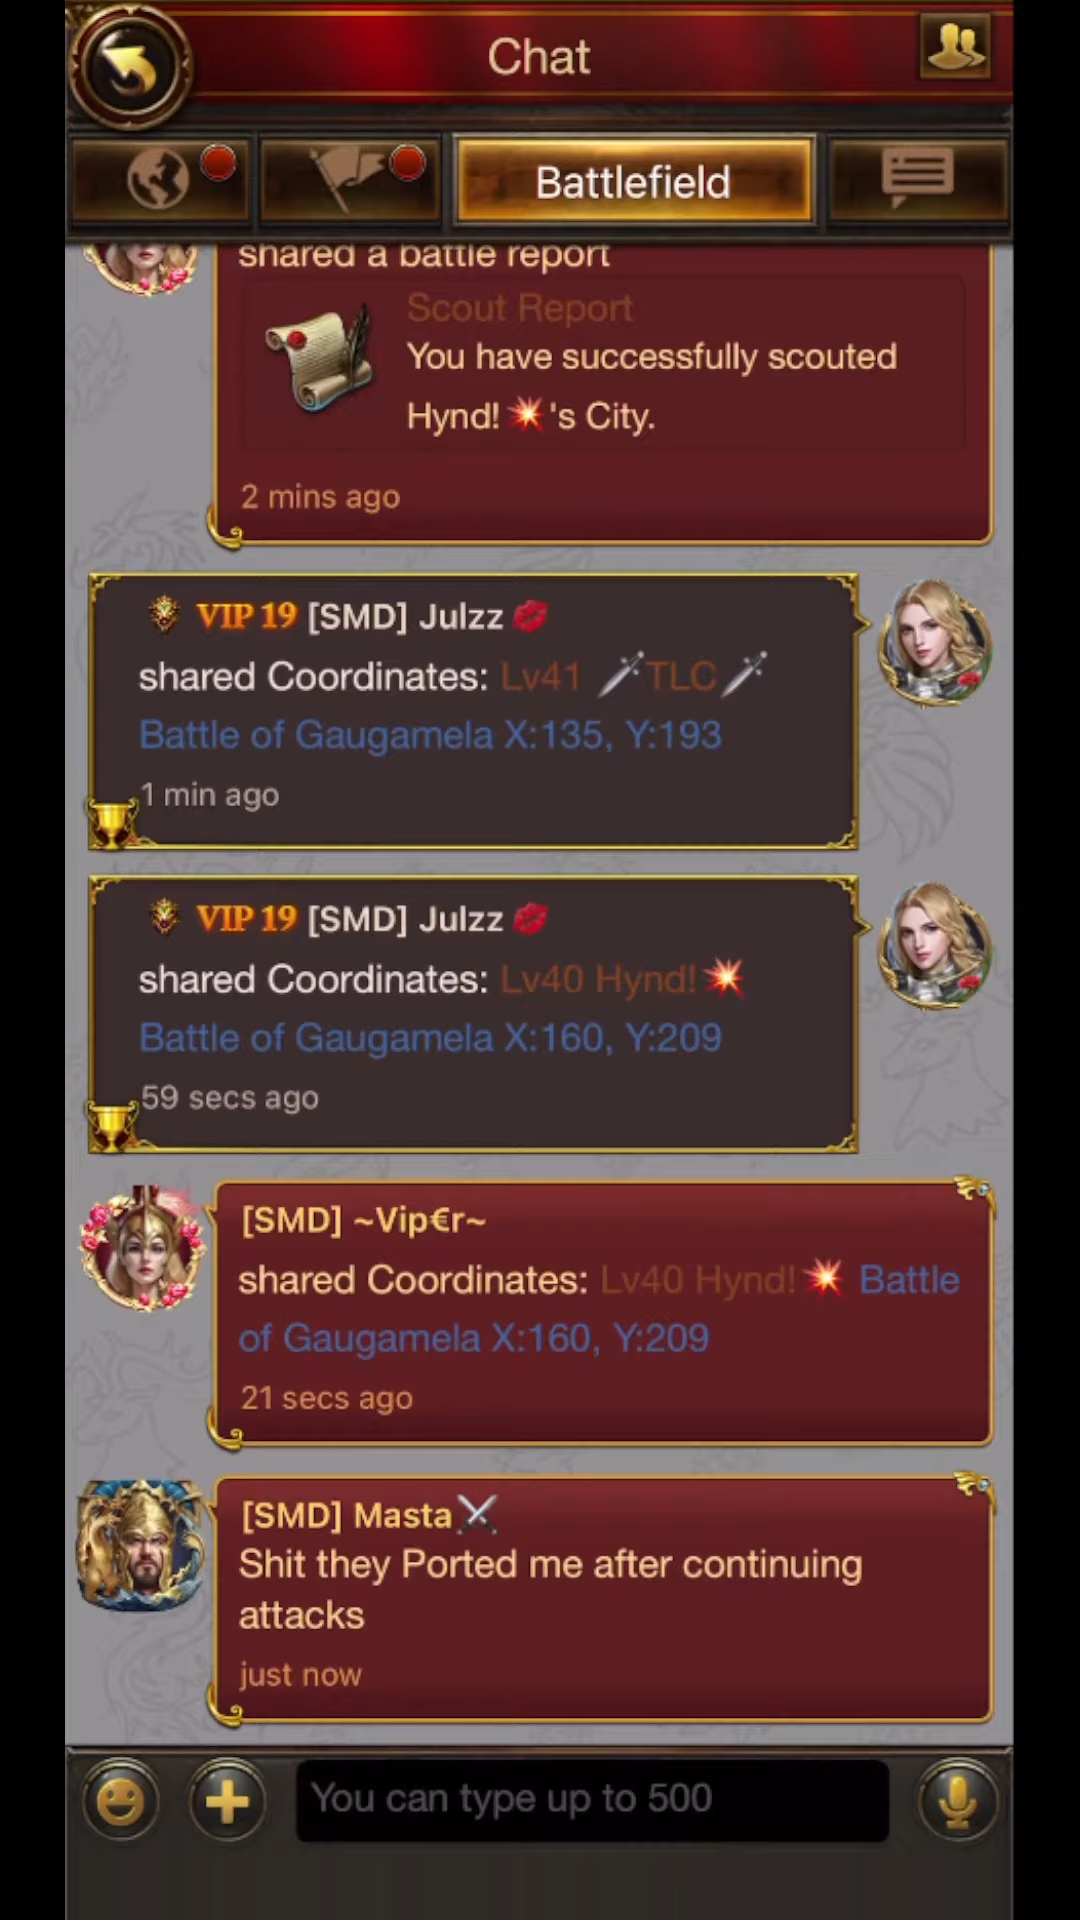 Chat
Battlefield
shared a battle report
Scout Report
You have successfully scouted
Hynd!💥's City.
2 mins ago
VIP 19 [SMD] Julzz💋
shared Coordinates: Lv41 🗡TLC🗡
Battle of Gaugamela X:135, Y:193
1 min ago
VIP 19 [SMD] Julzz💋
shared Coordinates: Lv40 Hynd!💥
Battle of Gaugamela X:160, Y:209
59 secs ago
[SMD] ~Vip€r~
shared Coordinates: Lv40 Hynd!💥 Battle
of Gaugamela X:160, Y:209
21 secs ago
[SMD] Masta⚔
Shit they Ported me after continuing
attacks
just now
You can type up to 500